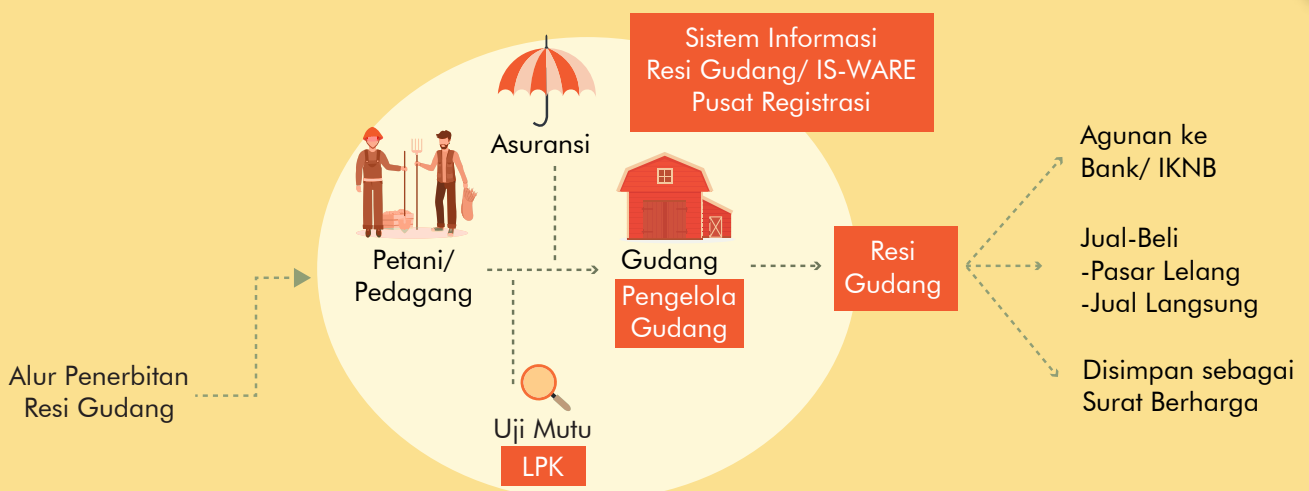 Alur Penerbitan
Resi Gudang
Petani/
Pedagang
Asuransi
Uji Mutu
LPK
Sistem Informasi
Resi Gudang/ IS-WARE
Pusat Registrasi
Gudang
Pengelola
Gudang
Resi
Gudang
Agunan ke
Bank/ IKNB
Jual-Beli
-Pasar Lelang
-Jual Langsung
Disimpan sebagai
Surat Berharga